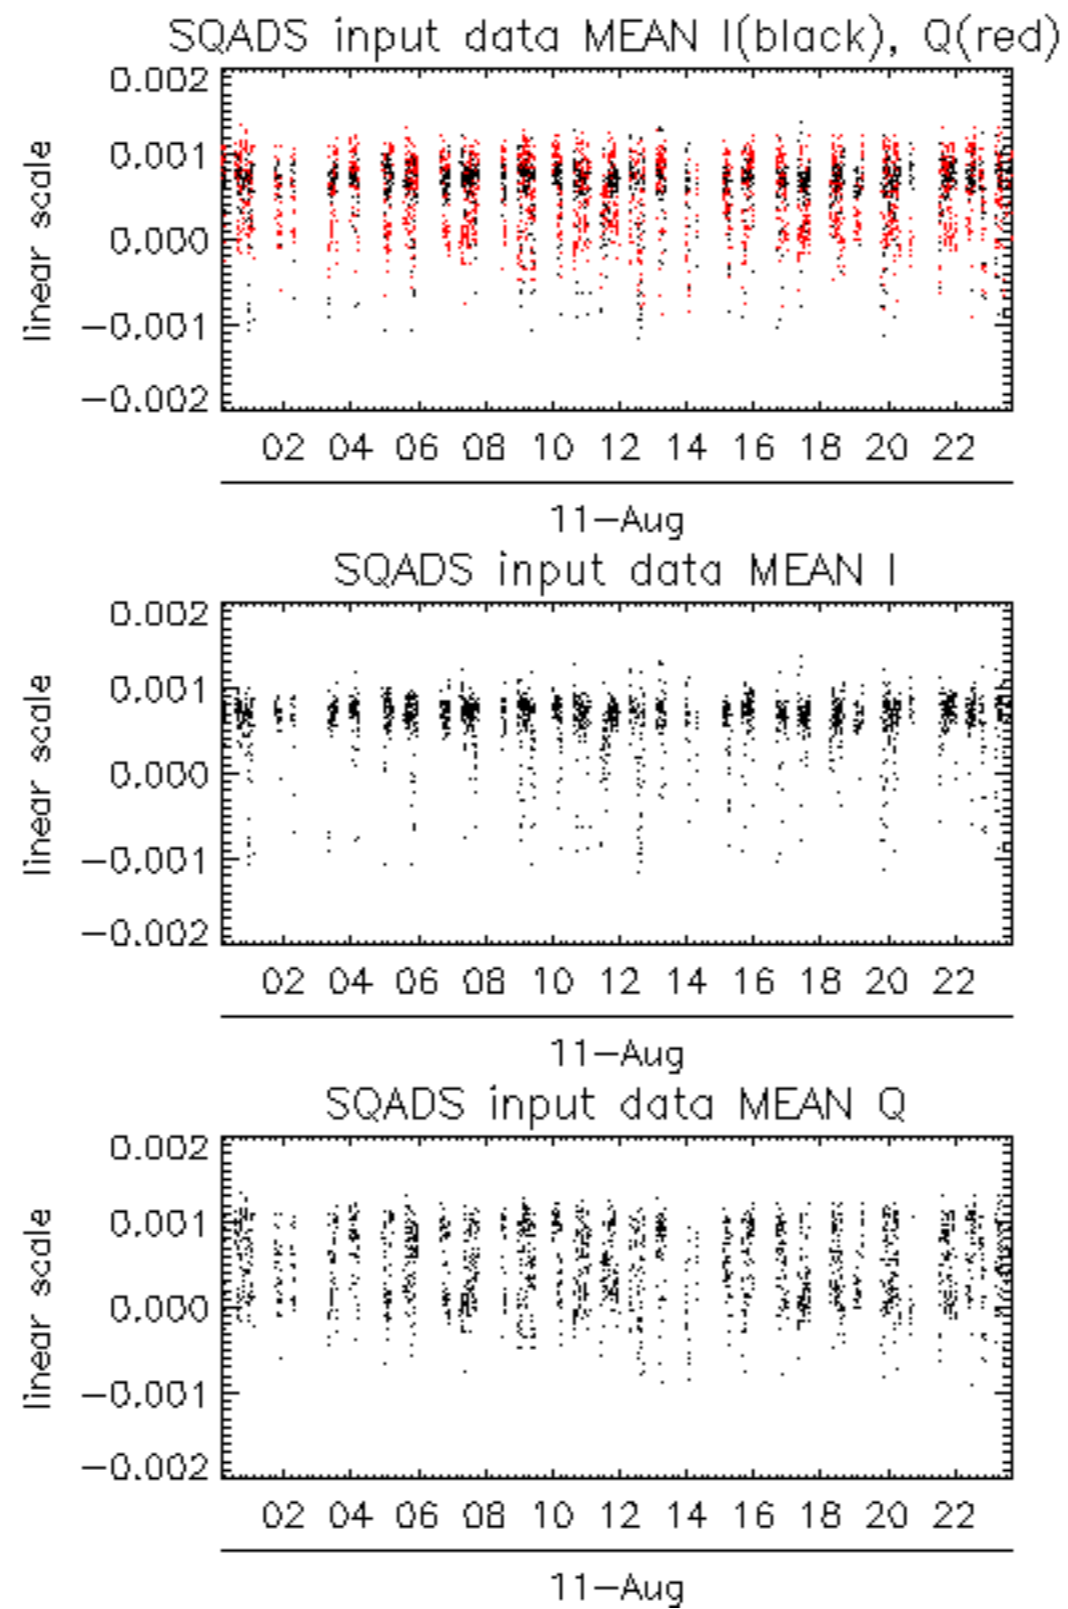 SQADS input data MEAN I(black), Q(red)
0.002
0.001
0.000
−0.001
−0.002
linear scale
02 04 06 08 10 12 14 16 18 20 22
11−Aug
SQADS input data MEAN I
0.002
0.001
0.000
−0.001
−0.002
linear scale
02 04 06 08 10 12 14 16 18 20 22
11−Aug
SQADS input data MEAN Q
0.002
0.001
0.000
−0.001
−0.002
linear scale
02 04 06 08 10 12 14 16 18 20 22
11−Aug